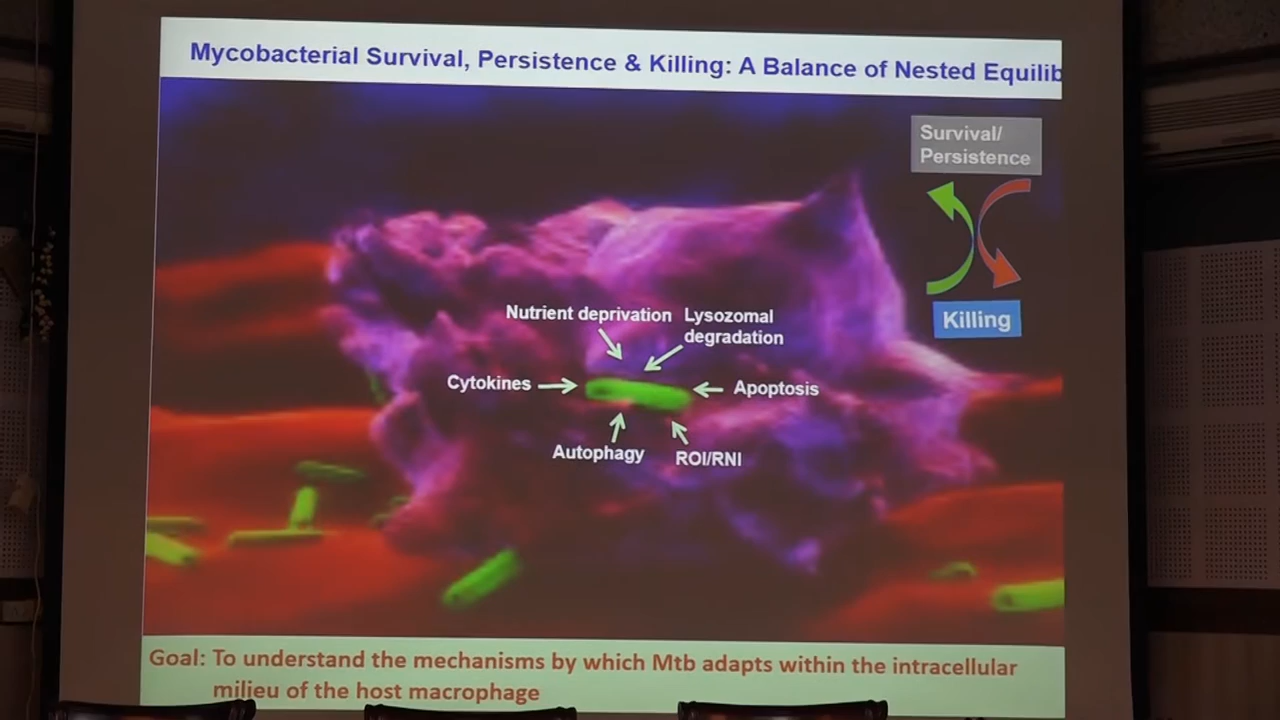 Mycobacterial Survival, Persistence & Killing: A Balance of Nested Equilib
Survival/
Persistence
Killing
Nutrient deprivation
Lysozomal
degradation
Cytokines
Apoptosis
Autophagy
ROI/RNI
Goal: To understand the mechanisms by which Mtb adapts within the intracellular
milieu of the host macrophage